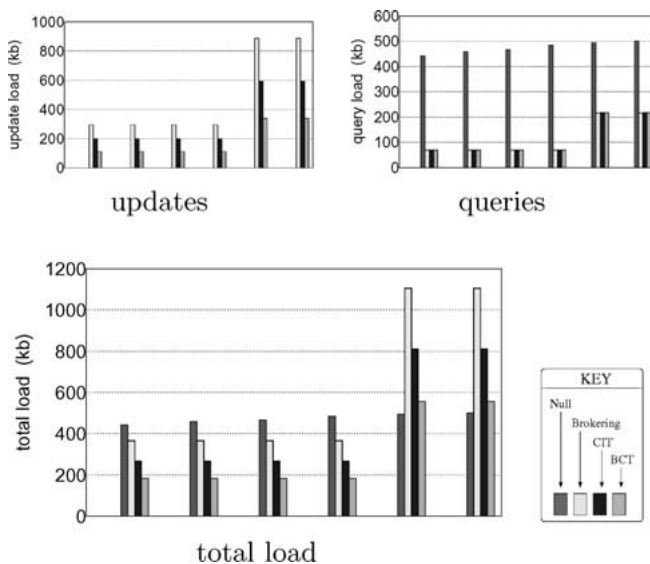 1000
800
600
400
200
0
update load (kb)
updates
600
500
400
300
200
100
0
query load (kb)
queries
1200
1000
800
600
400
200
0
total load (kb)
total load
KEY
Null
Brokering
CIT
BCT